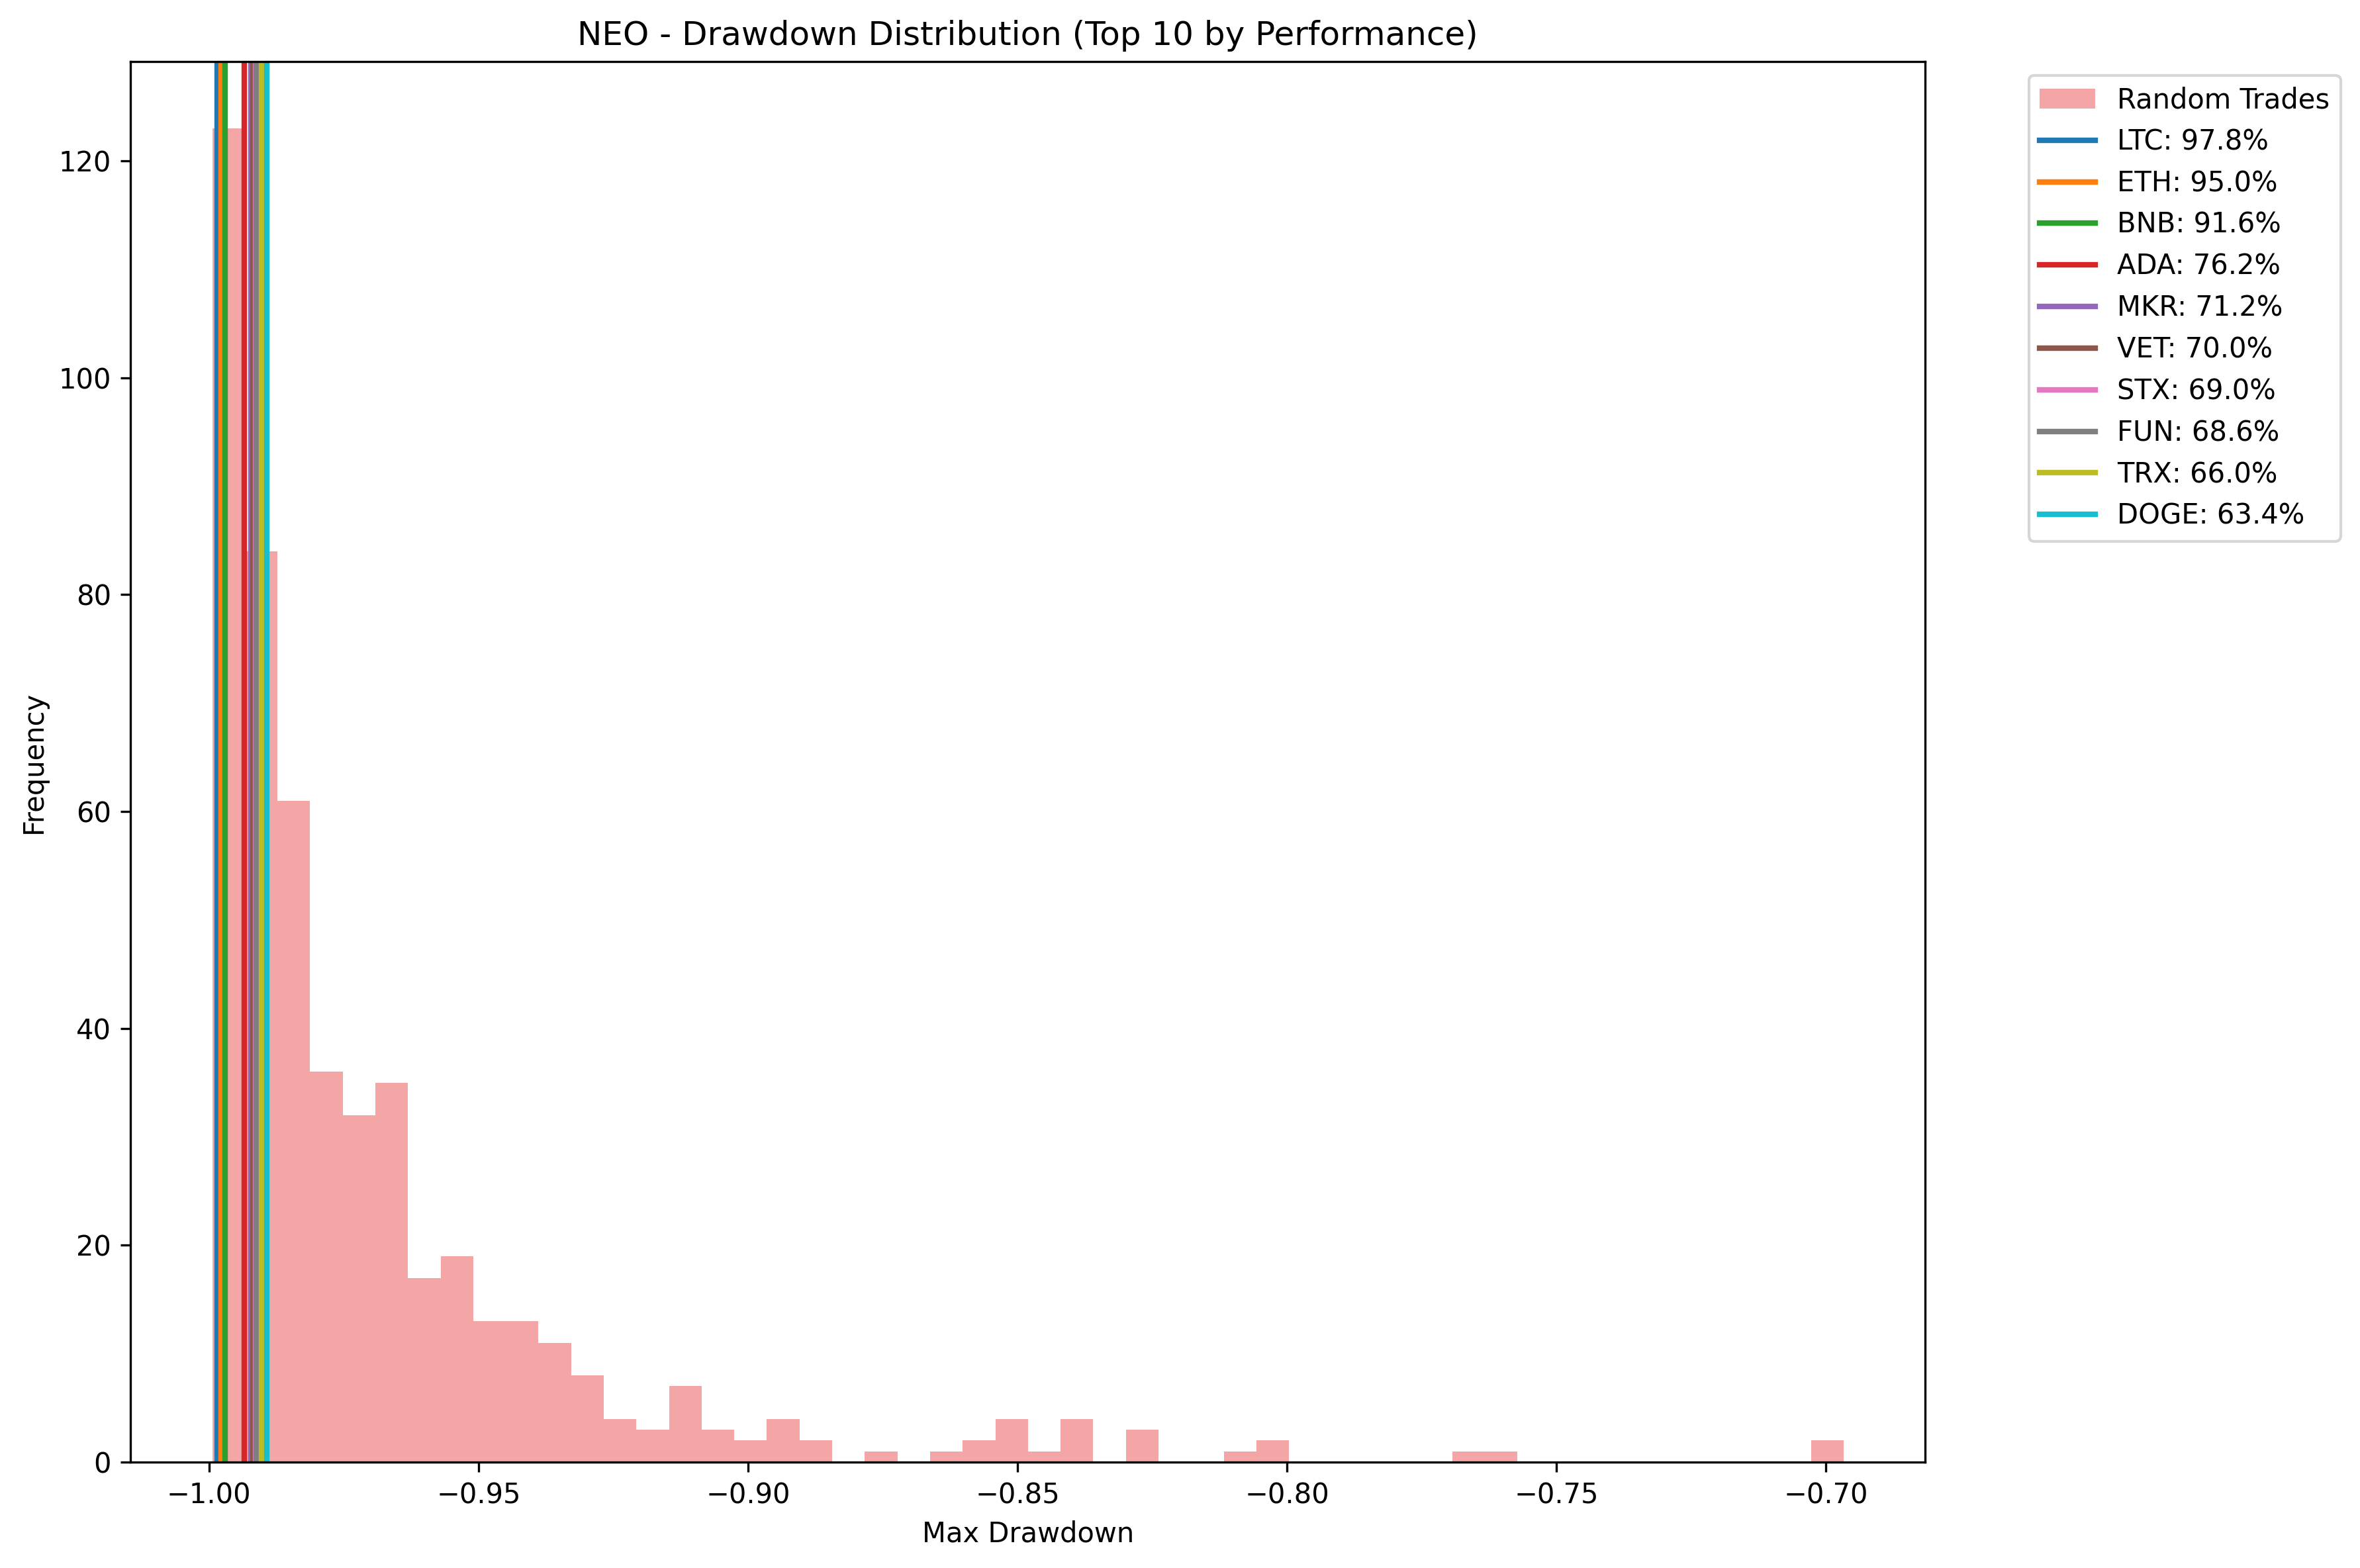 NEO - Drawdown Distribution (Top 10 by Performance)
Random Trades
LTC: 97.8%
ETH: 95.0%
BNB: 91.6%
ADA: 76.2%
MKR: 71.2%
VET: 70.0%
STX: 69.0%
FUN: 68.6%
TRX: 66.0%
DOGE: 63.4%
Frequency
120
100
80
60
40
20
0
−1.00 −0.95 −0.90 −0.85 −0.80 −0.75 −0.70
Max Drawdown